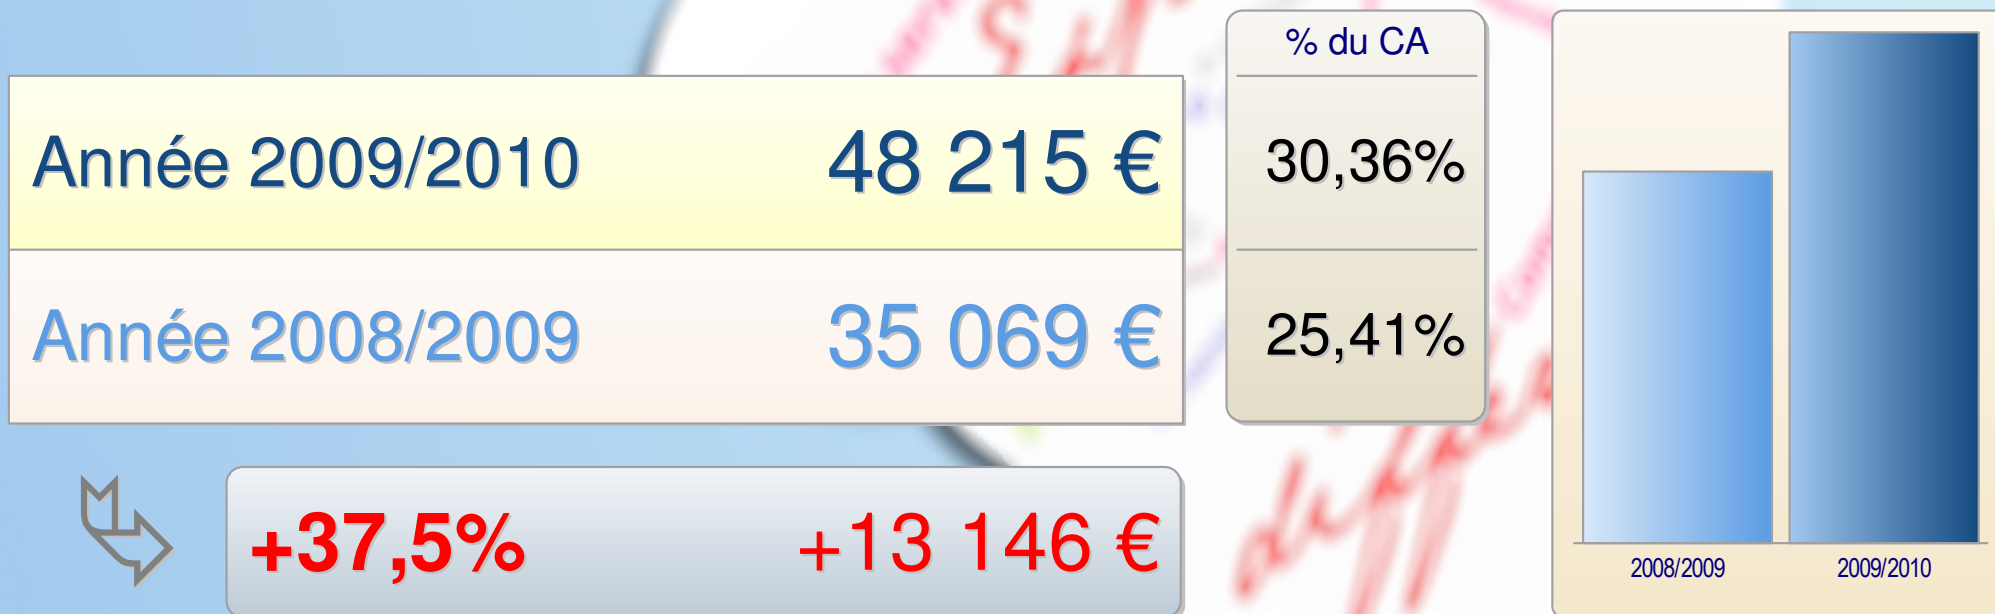 % du CA
Année 2009/2010 48 215 € 30,36%
Année 2008/2009 35 069 € 25,41%
+37,5% +13 146 €
2008/2009 2009/2010